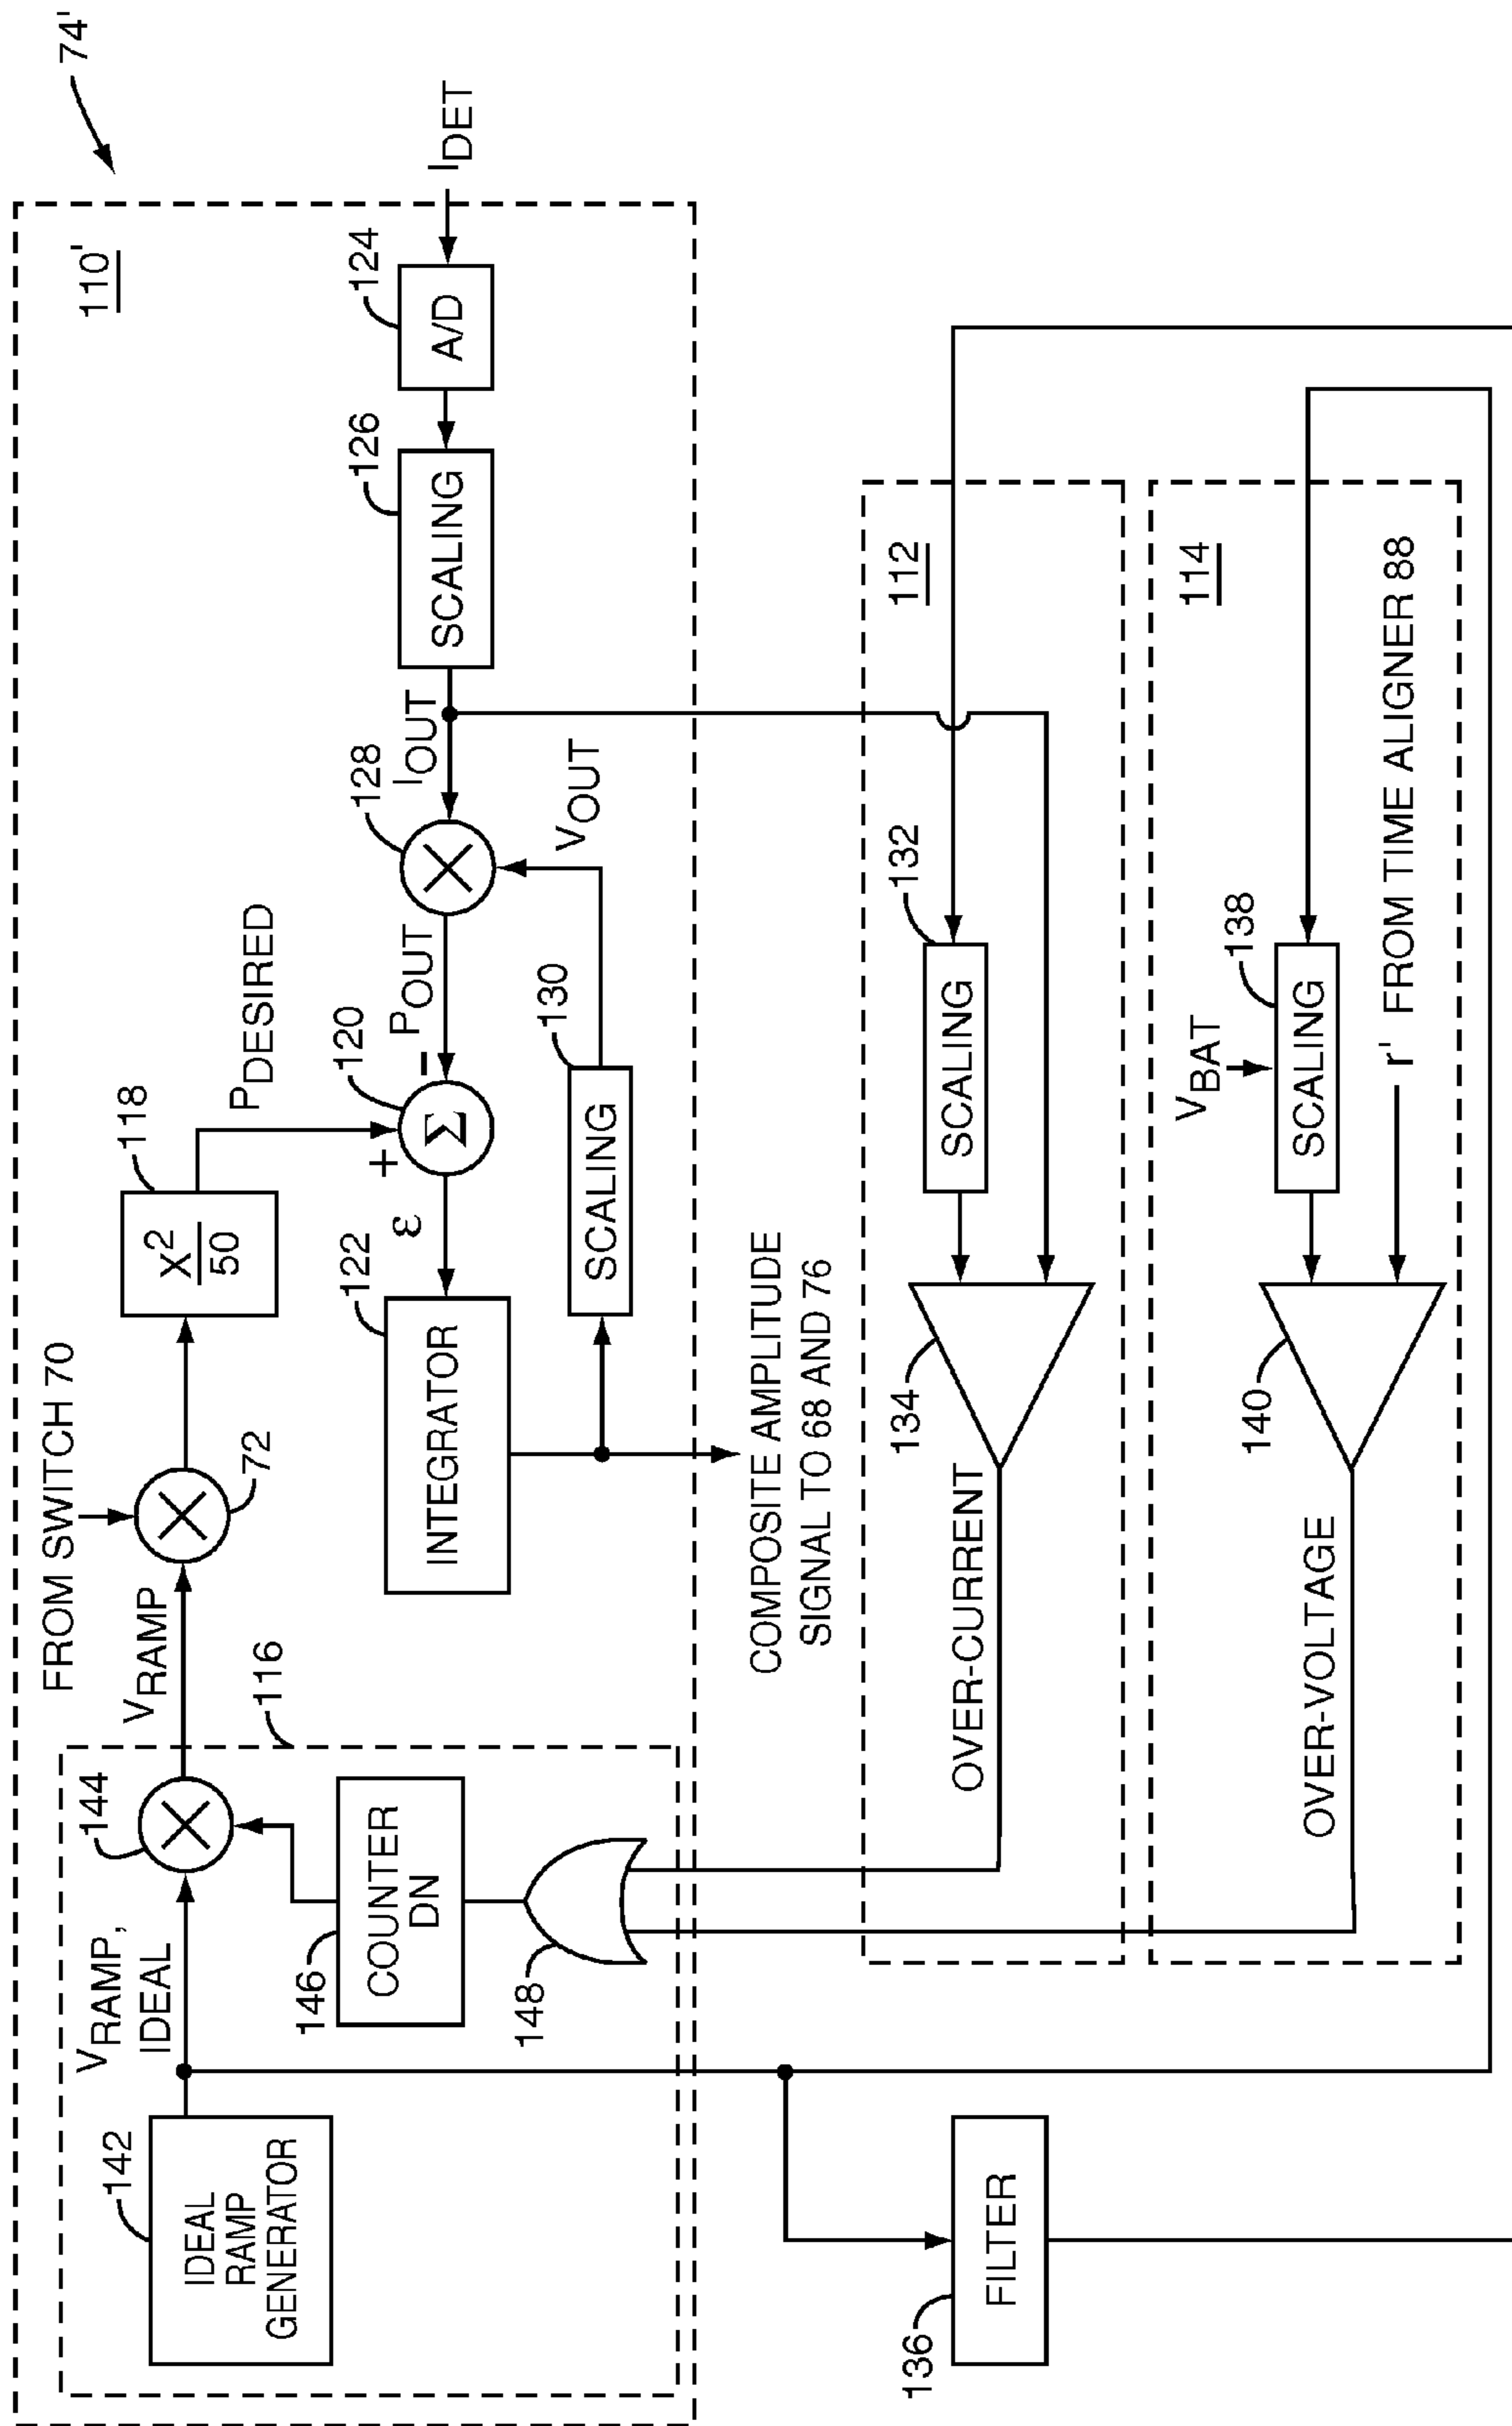 74'
110'
116
142
IDEAL
RAMP
GENERATOR
V_RAMP,
IDEAL
144
V_RAMP
FROM SWITCH 70
72
118
X²
50
P_DESIRED
146
COUNTER
DN
148
122
INTEGRATOR
ε
+
120
Σ
-
P_OUT
128
I_OUT
126
SCALING
124
A/D
I_DET
130
SCALING
V_OUT
COMPOSITE AMPLITUDE
SIGNAL TO 68 AND 76
112
OVER-CURRENT
134
132
SCALING
114
OVER-VOLTAGE
140
138
V_BAT
SCALING
r' FROM TIME ALIGNER 88
136
FILTER